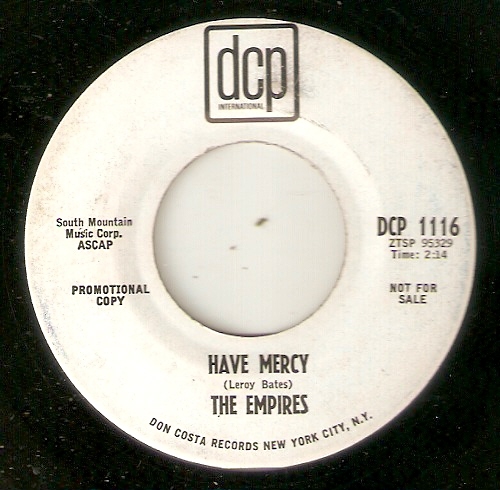 dcp
INTERNATIONAL
South Mountain
Music Corp.
ASCAP
PROMOTIONAL
COPY
DCP 1116
ZTSP 95329
Time: 2:14
NOT FOR
SALE
HAVE MERCY
(Leroy Bates)
THE EMPIRES
DON COSTA RECORDS NEW YORK CITY, N.Y.